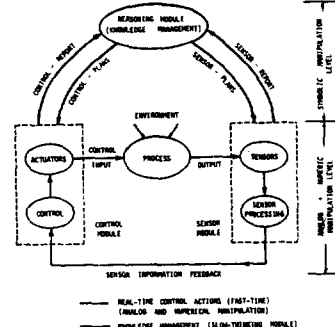 REASONING MODULE
(KNOWLEDGE MANAGEMENT)
CONTROL - REPORT
CONTROL - PLANS
SENSOR - PLANS
SENSOR - REPORT
SYMBOLIC MANIPULATION
LEVEL
ENVIRONMENT
ACTUATORS
CONTROL
INPUT
PROCESS
OUTPUT
SENSORS
CONTROL
CONTROL
MODULE
SENSOR
MODULE
SENSOR
PROCESSING
ANALOG + NUMERIC
MANIPULATION
LEVEL
SENSOR INFORMATION FEEDBACK
REAL-TIME CONTROL ACTIONS (FAST-TIME)
(ANALOG AND NUMERICAL MANIPULATION)
KNOWLEDGE MANAGEMENT (SLOW-THINKING MODULE)